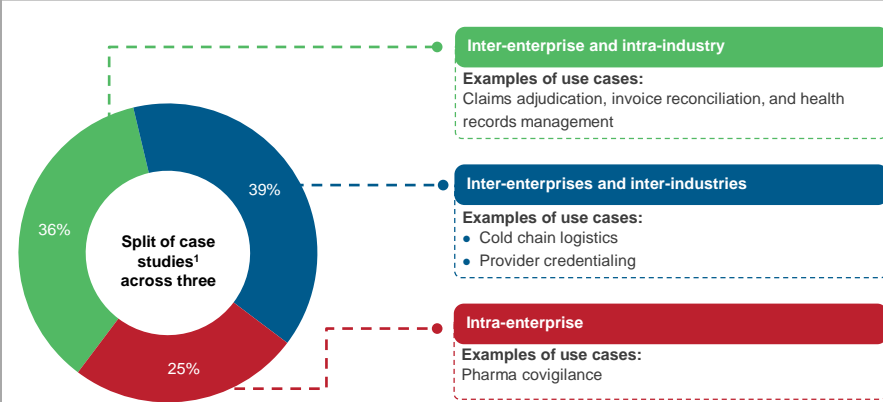 Inter-enterprise and intra-industry
Examples of use cases:
Claims adjudication, invoice reconciliation, and health
records management
39%
Inter-enterprises and inter-industries
36%
Examples of use cases:
Split of case
studies¹
across three
• Cold chain logistics
• Provider credentialing
Intra-enterprise
25%
Examples of use cases:
Pharma covigilance